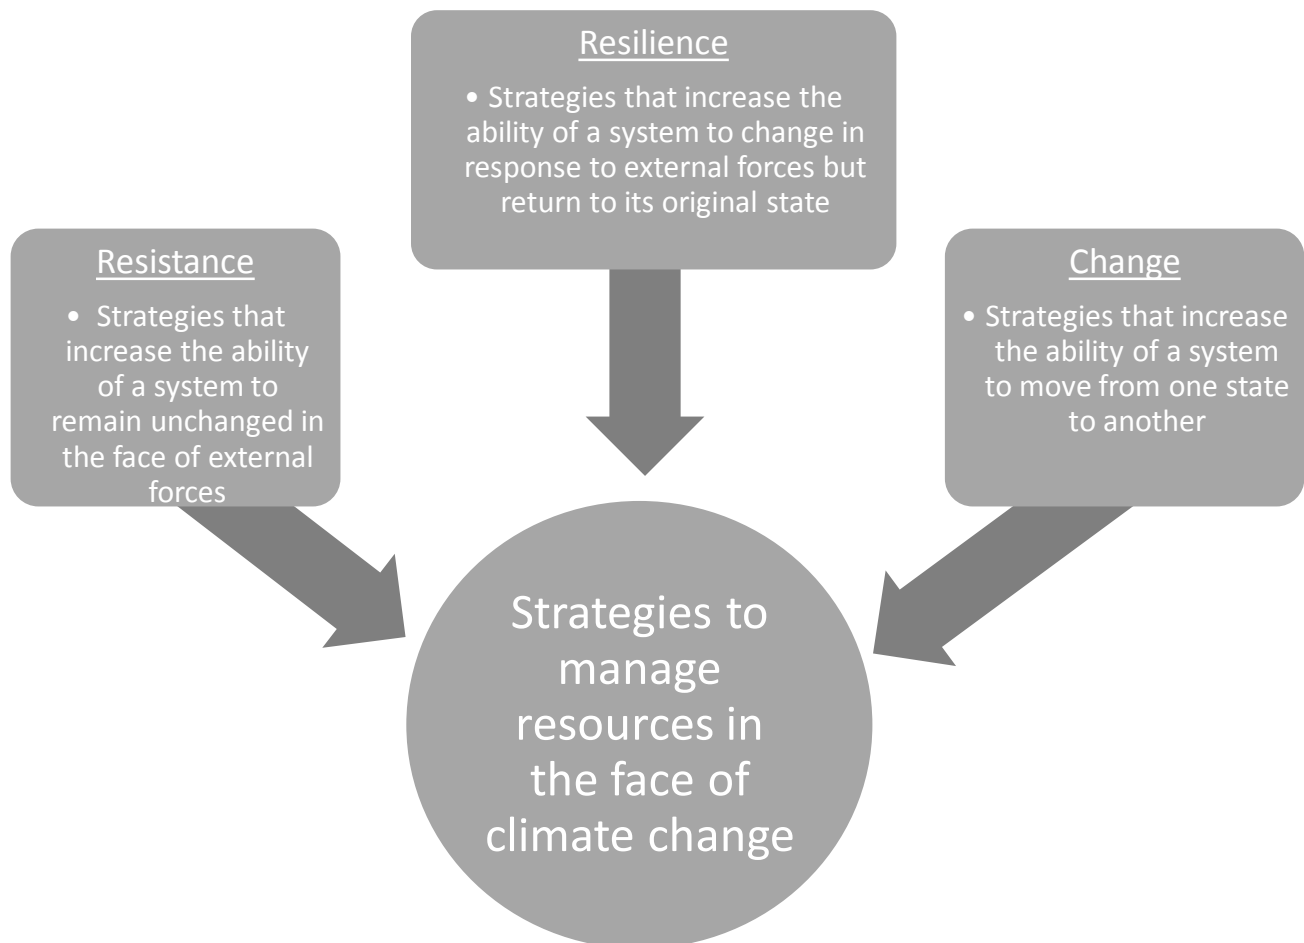 Resilience
• Strategies that increase the
ability of a system to change in
response to external forces but
return to its original state
Resistance
• Strategies that
increase the ability
of a system to
remain unchanged in
the face of external
forces
Change
• Strategies that increase
the ability of a system
to move from one state
to another
Strategies to
manage
resources in
the face of
climate change